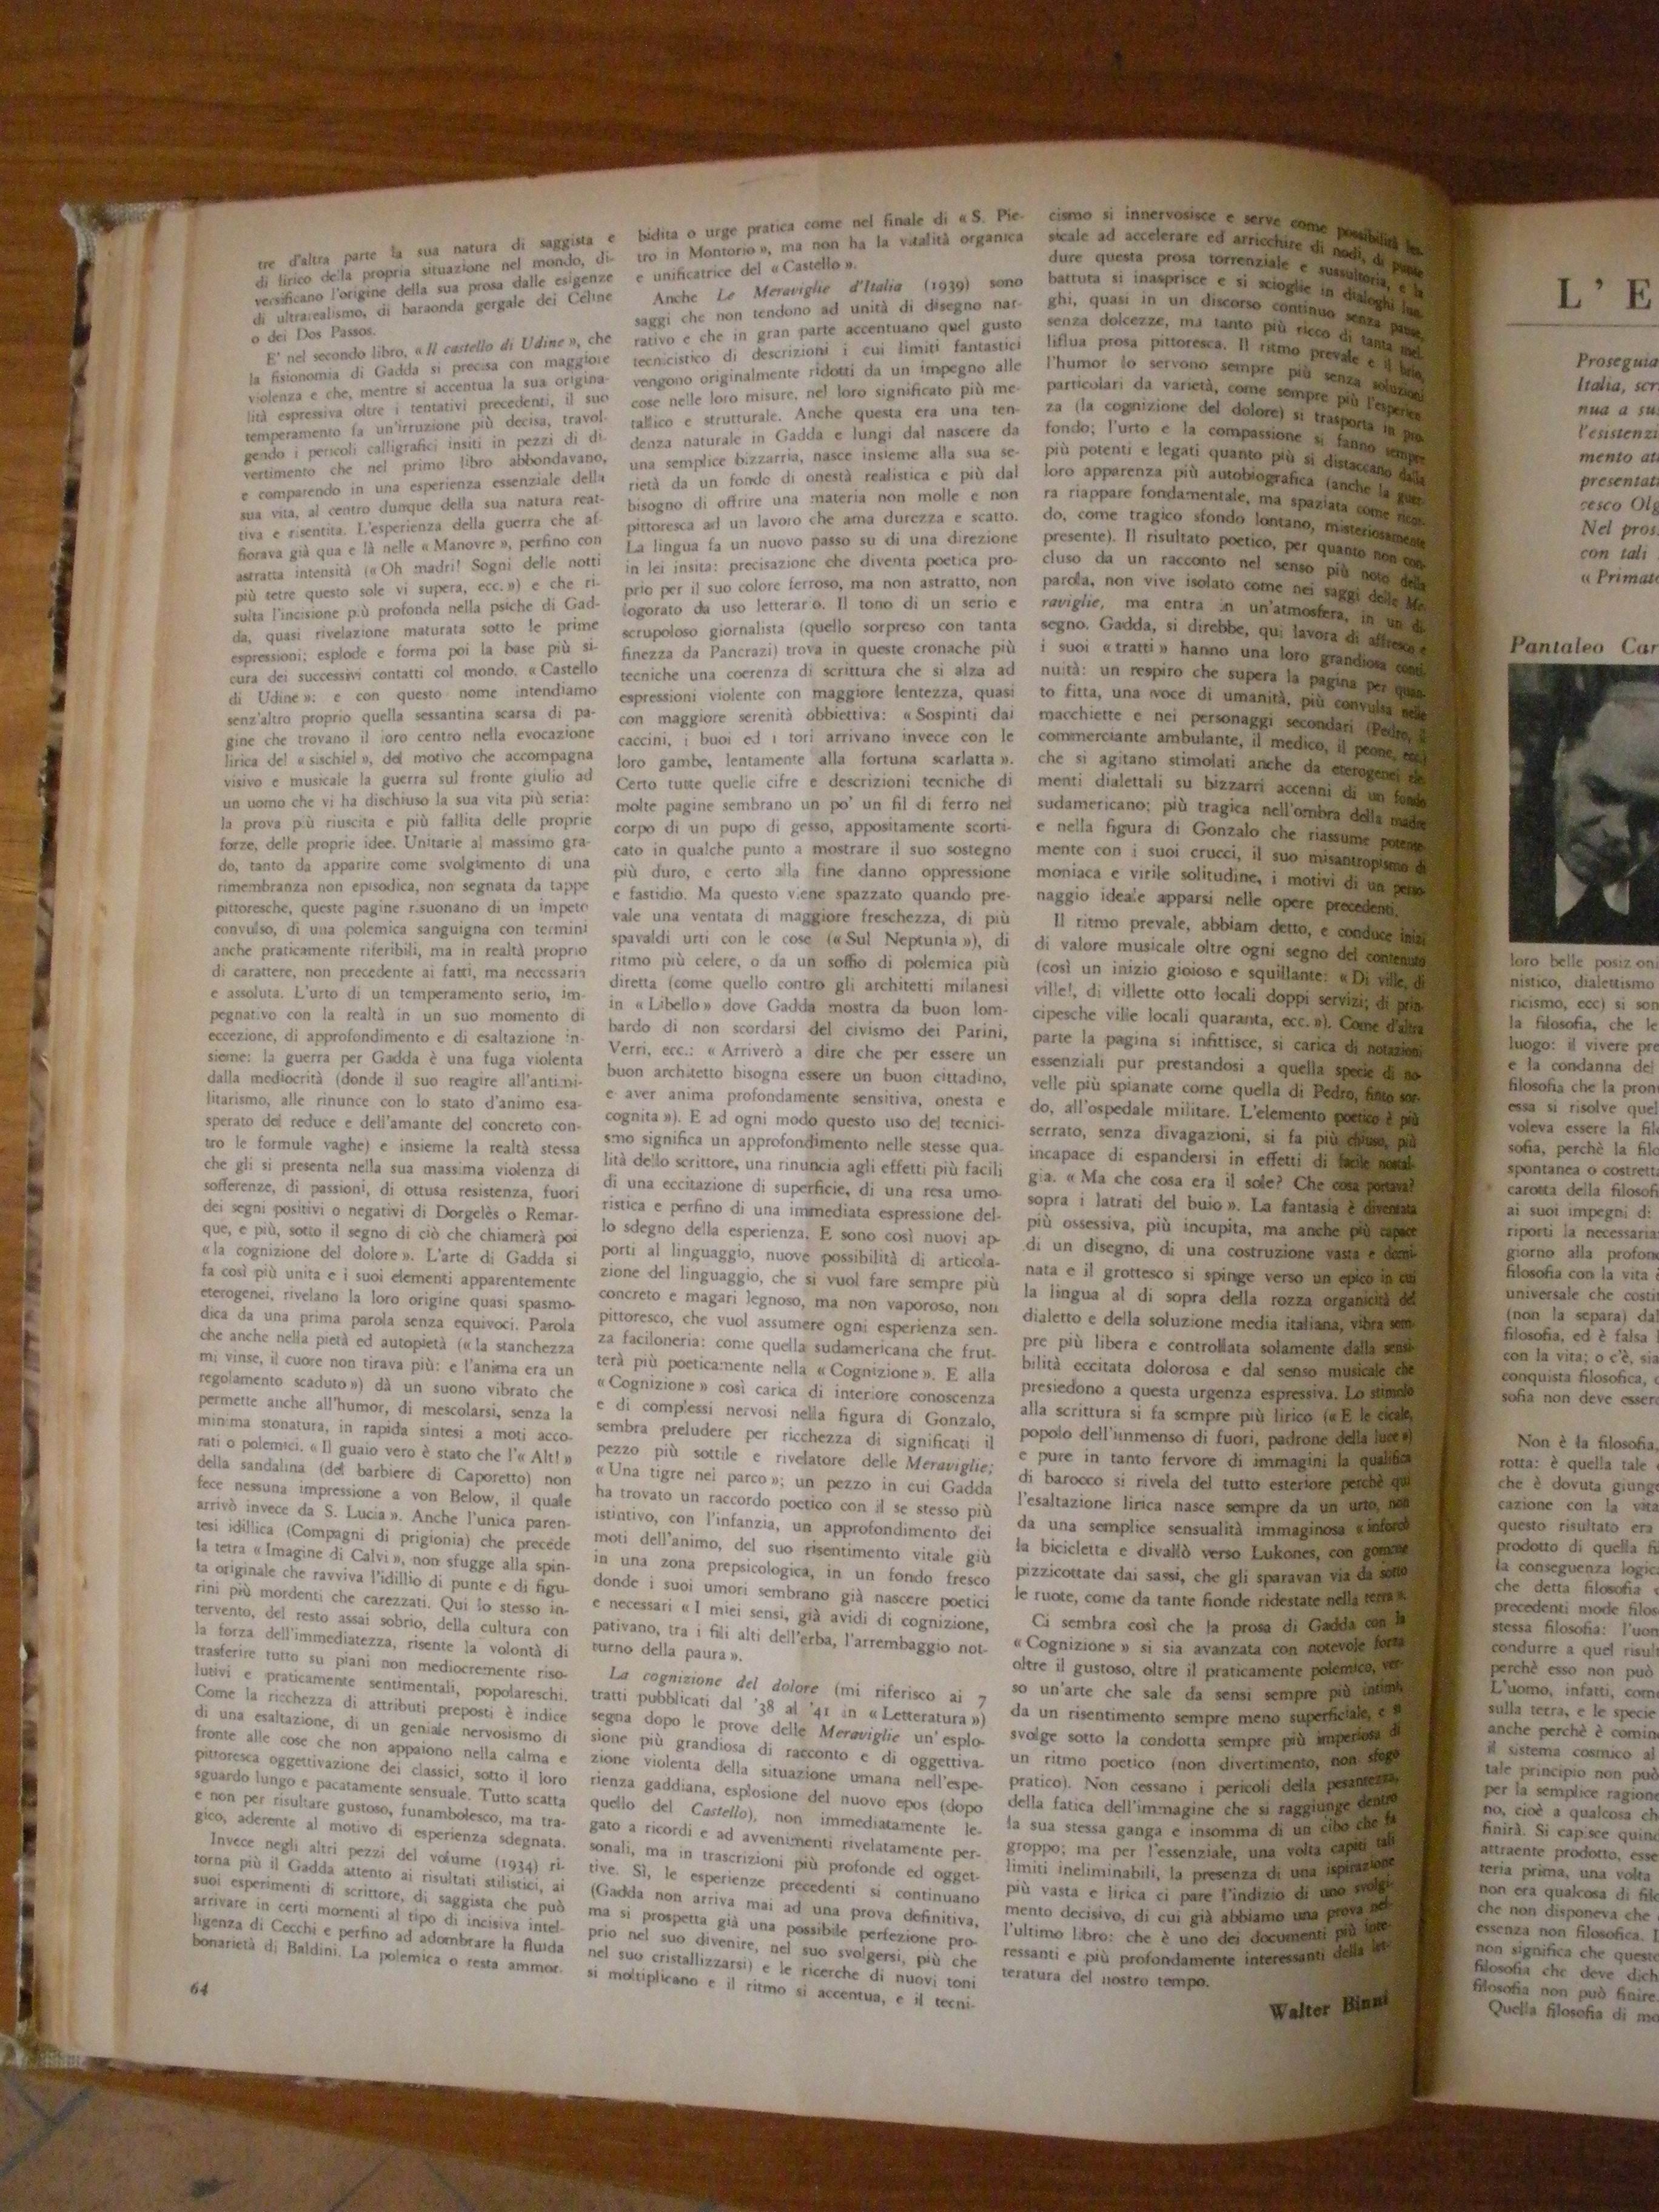 tre d'altra parte la sua natura di saggista e
di lirico della propria situazione nel mondo, di-
versificano l'origine della sua prosa dalle esigenze
di ultrarealismo, di baraonda gergale dei Céline
o dei Dos Passos.
E' nel secondo libro, « Il castello di Udine », che
la fisionomia di Gadda si precisa con maggiore
violenza e che, mentre si accentua la sua origina-
lità espressiva oltre i tentativi precedenti, il suo
temperamento fa un'irruzione più decisa, travol-
gendo i pericoli calligrafici insiti in pezzi di di-
vertimento che nel primo libro abbondavano,
e comparendo in una esperienza essenziale della
sua vita, al centro dunque della sua natura reat-
tiva e risentita. L'esperienza della guerra che af-
fiorava già qua e là nelle « Manovre », perfino con
astratta intensità (« Oh madri! Sogni delle notti
più tetre questo sole vi supera, ecc. ») e che ri-
sulta l'incisione più profonda nella psiche di Gad-
da, quasi rivelazione maturata sotto le prime
espressioni; esplode e forma poi la base più si-
cura dei successivi contatti col mondo. « Castello
di Udine »: e con questo nome intendiamo
senz'altro proprio quella sessantina scarsa di pa-
gine che trovano il loro centro nella evocazione
lirica del « sischiel », del motivo che accompagna
visivo e musicale la guerra sul fronte giulio ad
un uomo che vi ha dischiuso la sua vita più seria:
la prova più riuscita e più fallita delle proprie
forze, delle proprie idee. Unitarie al massimo gra-
do, tanto da apparire come svolgimento di una
rimembranza non episodica, non segnata da tappe
pittoresche, queste pagine risuonano di un impeto
convulso, di una polemica sanguigna con termini
anche praticamente riferibili, ma in realtà proprio
di carattere, non precedente ai fatti, ma necessaria
e assoluta. L'urto di un temperamento serio, im-
pegnativo con la realtà in un suo momento di
eccezione, di approfondimento e di esaltazione in-
sieme: la guerra per Gadda è una fuga violenta
dalla mediocrità (donde il suo reagire all'antimi-
litarismo, alle rinunce con lo stato d'animo esa-
sperato del reduce e dell'amante del concreto con-
tro le formule vaghe) e insieme la realtà stessa
che gli si presenta nella sua massima violenza di
sofferenze, di passioni, di ottusa resistenza, fuori
dei segni positivi o negativi di Dorgelès o Remar-
que, e più, sotto il segno di ciò che chiamerà poi
« la cognizione del dolore ». L'arte di Gadda si
fa così più unita e i suoi elementi apparentemente
eterogenei, rivelano la loro origine quasi spasmo-
dica da una prima parola senza equivoci. Parola
che anche nella pietà ed autopietà (« la stanchezza
mi vinse, il cuore non tirava più: e l'anima era un
regolamento scaduto ») dà un suono vibrato che
permette anche all'humor, di mescolarsi, senza la
minima stonatura, in rapida sintesi a moti acco-
rati o polemici. « Il guaio vero è stato che l'« Alt! »
della sandalina (del barbiere di Caporetto) non
fece nessuna impressione a von Below, il quale
arrivò invece da S. Lucia ». Anche l'unica paren-
tesi idillica (Compagni di prigionia) che precede
la tetra « Imagine di Calvi », non sfugge alla spin-
ta originale che ravviva l'idillio di punte e di figu-
rini più mordenti che carezzati. Qui lo stesso in-
tervento, del resto assai sobrio, della cultura con
la forza dell'immediatezza, risente la volontà di
trasferire tutto su piani non mediocremente riso-
lutivi e praticamente sentimentali, popolareschi.
Come la ricchezza di attributi preposti è indice
di una esaltazione, di un geniale nervosismo di
fronte alle cose che non appaiono nella calma e
pittoresca oggettivazione dei classici, sotto il loro
sguardo lungo e pacatamente sensuale. Tutto scatta
e non per risultare gustoso, funambolesco, ma tra-
gico, aderente al motivo di esperienza sdegnata.
Invece negli altri pezzi del volume (1934) ri-
torna più il Gadda attento ai risultati stilistici, ai
suoi esperimenti di scrittore, di saggista che può
arrivare in certi momenti al tipo di incisiva intel-
ligenza di Cecchi e perfino ad adombrare la fluida
bonarietà di Baldini. La polemica o resta ammor-
64
bidita o urge pratica come nel finale di « S. Pie-
tro in Montorio », ma non ha la vitalità organica
e unificatrice del « Castello ».
Anche Le Meraviglie d'Italia (1939) sono
saggi che non tendono ad unità di disegno nar-
rativo e che in gran parte accentuano quel gusto
tecnicistico di descrizioni i cui limiti fantastici
vengono originalmente ridotti da un impegno alle
cose nelle loro misure, nel loro significato più me-
tallico e strutturale. Anche questa era una ten-
denza naturale in Gadda e lungi dal nascere da
una semplice bizzarria, nasce insieme alla sua se-
rietà da un fondo di onestà realistica e più dal
bisogno di offrire una materia non molle e non
pittoresca ad un lavoro che ama durezza e scatto.
La lingua fa un nuovo passo su di una direzione
in lei insita: precisazione che diventa poetica pro-
prio per il suo colore ferroso, ma non astratto, non
logorato da uso letterario. Il tono di un serio e
scrupoloso giornalista (quello sorpreso con tanta
finezza da Pancrazi) trova in queste cronache più
tecniche una coerenza di scrittura che si alza ad
espressioni violente con maggiore lentezza, quasi
con maggiore serenità obbiettiva: « Sospinti dai
caccini, i buoi ed i tori arrivano invece con le
loro gambe, lentamente alla fortuna scarlatta ».
Certo tutte quelle cifre e descrizioni tecniche di
molte pagine sembrano un po' un fil di ferro nel
corpo di un pupo di gesso, appositamente scorti-
cato in qualche punto a mostrare il suo sostegno
più duro, e certo alla fine danno oppressione
e fastidio. Ma questo viene spazzato quando pre-
vale una ventata di maggiore freschezza, di più
spavaldi urti con le cose (« Sul Neptunia »), di
ritmo più celere, o da un soffio di polemica più
diretta (come quello contro gli architetti milanesi
in « Libello » dove Gadda mostra da buon lom-
bardo di non scordarsi del civismo dei Parini,
Verri, ecc.: « Arriverò a dire che per essere un
buon architetto bisogna essere un buon cittadino,
e aver anima profondamente sensitiva, onesta e
cognita »). E ad ogni modo questo uso del tecnici-
smo significa un approfondimento nelle stesse qua-
lità dello scrittore, una rinuncia agli effetti più facili
di una eccitazione di superficie, di una resa umo-
ristica e perfino di una immediata espressione del-
lo sdegno della esperienza. E sono così nuovi ap-
porti al linguaggio, nuove possibilità di articola-
zione del linguaggio, che si vuol fare sempre più
concreto e magari legnoso, ma non vaporoso, non
pittoresco, che vuol assumere ogni esperienza sen-
za faciloneria: come quella sudamericana che frut-
terà più poeticamente nella « Cognizione ». E alla
« Cognizione » così carica di interiore conoscenza
e di complessi nervosi nella figura di Gonzalo,
sembra preludere per ricchezza di significati il
pezzo più sottile e rivelatore delle Meraviglie;
« Una tigre nel parco »; un pezzo in cui Gadda
ha trovato un raccordo poetico con il se stesso più
istintivo, con l'infanzia, un approfondimento dei
moti dell'animo, del suo risentimento vitale giù
in una zona prepsicologica, in un fondo fresco
donde i suoi umori sembrano già nascere poetici
e necessari « I miei sensi, già avidi di cognizione,
pativano, tra i fili alti dell'erba, l'arrembaggio not-
turno della paura ».
La cognizione del dolore (mi riferisco ai 7
tratti pubblicati dal '38 al '41 in « Letteratura »)
segna dopo le prove delle Meraviglie un' esplo-
sione più grandiosa di racconto e di oggettiva-
zione violenta della situazione umana nell'espe-
rienza gaddiana, esplosione del nuovo epos (dopo
quello del Castello), non immediatamente le-
gato a ricordi e ad avvenimenti rivelatamente per-
sonali, ma in trascrizioni più profonde ed ogget-
tive. Sì, le esperienze precedenti si continuano
(Gadda non arriva mai ad una prova definitiva,
ma si prospetta già una possibile perfezione pro-
prio nel suo divenire, nel suo svolgersi, più che
nel suo cristallizzarsi) e le ricerche di nuovi toni
si moltiplicano e il ritmo si accentua, e il tecni-
cismo si innervosisce e serve come possibilità les-
sicale ad accelerare ed arricchire di nodi, di punte
dure questa prosa torrenziale e sussultoria, e la
battuta si inasprisce e si scioglie in dialoghi lun-
ghi, quasi in un discorso continuo senza pause,
senza dolcezze, ma tanto più ricco di tanta mel-
liflua prosa pittoresca. Il ritmo prevale e il brio,
l'humor lo servono sempre più senza soluzioni
particolari da varietà, come sempre più l'esperien-
za (la cognizione del dolore) si trasporta in pro-
fondo; l'urto e la compassione si fanno sempre
più potenti e legati quanto più si distaccano dalla
loro apparenza più autobiografica (anche la guer-
ra riappare fondamentale, ma spaziata come ricor-
do, come tragico sfondo lontano, misteriosamente
presente). Il risultato poetico, per quanto non con-
cluso da un racconto nel senso più noto della
parola, non vive isolato come nei saggi delle Me-
raviglie, ma entra in un'atmosfera, in un di-
segno. Gadda, si direbbe, qui lavora di affresco e
i suoi « tratti » hanno una loro grandiosa conti-
nuità: un respiro che supera la pagina per quan-
to fitta, una voce di umanità, più convulsa nelle
macchiette e nei personaggi secondari (Pedro, il
commerciante ambulante, il medico, il peone, ecc.)
che si agitano stimolati anche da eterogenei ele-
menti dialettali su bizzarri accenni di un fondo
sudamericano; più tragica nell'ombra della madre
e nella figura di Gonzalo che riassume potente-
mente con i suoi crucci, il suo misantropismo di
moniaca e virile solitudine, i motivi di un perso-
naggio ideale apparsi nelle opere precedenti.
Il ritmo prevale, abbiam detto, e conduce inizi
di valore musicale oltre ogni segno del contenuto
(così un inizio gioioso e squillante: « Di ville, di
ville!, di villette otto locali doppi servizi; di prin-
cipesche ville locali quaranta, ecc. »). Come d'altra
parte la pagina si infittisce, si carica di notazioni
essenziali pur prestandosi a quella specie di no-
velle più spianate come quella di Pedro, finto sor-
do, all'ospedale militare. L'elemento poetico è più
serrato, senza divagazioni, si fa più chiuso, più
incapace di espandersi in effetti di facile nostal-
gia. « Ma che cosa era il sole? Che cosa portava?
sopra i latrati del buio ». La fantasia è diventata
più ossessiva, più incupita, ma anche più capace
di un disegno, di una costruzione vasta e domi-
nata e il grottesco si spinge verso un epico in cui
la lingua al di sopra della rozza organicità del
dialetto e della soluzione media italiana, vibra sem-
pre più libera e controllata solamente dalla sensi-
bilità eccitata dolorosa e dal senso musicale che
presiedono a questa urgenza espressiva. Lo stimolo
alla scrittura si fa sempre più lirico (« E le cicale,
popolo dell'immenso di fuori, padrone della luce »)
e pure in tanto fervore di immagini la qualifica
di barocco si rivela del tutto esteriore perchè qui
l'esaltazione lirica nasce sempre da un urto, non
da una semplice sensualità immaginosa « inforcò
la bicicletta e divallò verso Lukones, con gomme
pizzicottate dai sassi, che gli sparavan via da sotto
le ruote, come da tante fionde ridestate nella terra ».
Ci sembra così che la prosa di Gadda con la
« Cognizione » si sia avanzata con notevole forza
oltre il gustoso, oltre il praticamente polemico, ver-
so un'arte che sale da sensi sempre più intimi,
da un risentimento sempre meno superficiale, e si
svolge sotto la condotta sempre più imperiosa di
un ritmo poetico (non divertimento, non sfogo
pratico). Non cessano i pericoli della pesantezza,
della fatica dell'immagine che si raggiunge dentro
la sua stessa ganga e insomma di un cibo che fa
groppo; ma per l'essenziale, una volta capiti tali
limiti ineliminabili, la presenza di una ispirazione
più vasta e lirica ci pare l'indizio di uno svolgi-
mento decisivo, di cui già abbiamo una prova nel-
l'ultimo libro: che è uno dei documenti più inte-
ressanti e più profondamente interessanti della let-
teratura del nostro tempo.
Walter Binni
L'E
Proseguia
Italia, scr
nua a su
l'esistenzi
mento att
presentat
cesco Olg
Nel pros
con tali
« Primato
Pantaleo Car
loro belle posizioni
nistico, dialettismo
ricismo, ecc) si son
la filosofia, che le
luogo: il vivere pre
e la condanna del
filosofia che la pron
essa si risolve quel
voleva essere la filo
sofia, perchè la filo
spontanea o costretta
carotta della filosofi
ai suoi impegni di:
riporti la necessaria
giorno alla profon
filosofia con la vita
universale che costit
(non la separa) dal
filosofia, ed è falsa
con la vita; o c'è, sia
conquista filosofica,
sofia non deve esser
Non è la filosofia,
rotta: è quella tale
che è dovuta giung
cazione con la vita
questo risultato era
prodotto di quella fi
la conseguenza logic
che detta filosofia
precedenti mode filos
stessa filosofia: l'uon
condurre a quel risul
perchè esso non può
L'uomo, infatti, com
sulla terra, e le specie
anche perchè è comin
il sistema cosmico al
tale principio non può
per la semplice ragione
no, cioè a qualcosa ch
finirà. Si capisce quind
attraente prodotto, esse
teria prima, una volta
non era qualcosa di filo
che non disponeva che
essenza non filosofica. I
non significa che queste
filosofia che deve dich
filosofia non può finire.
Quella filosofia di mo